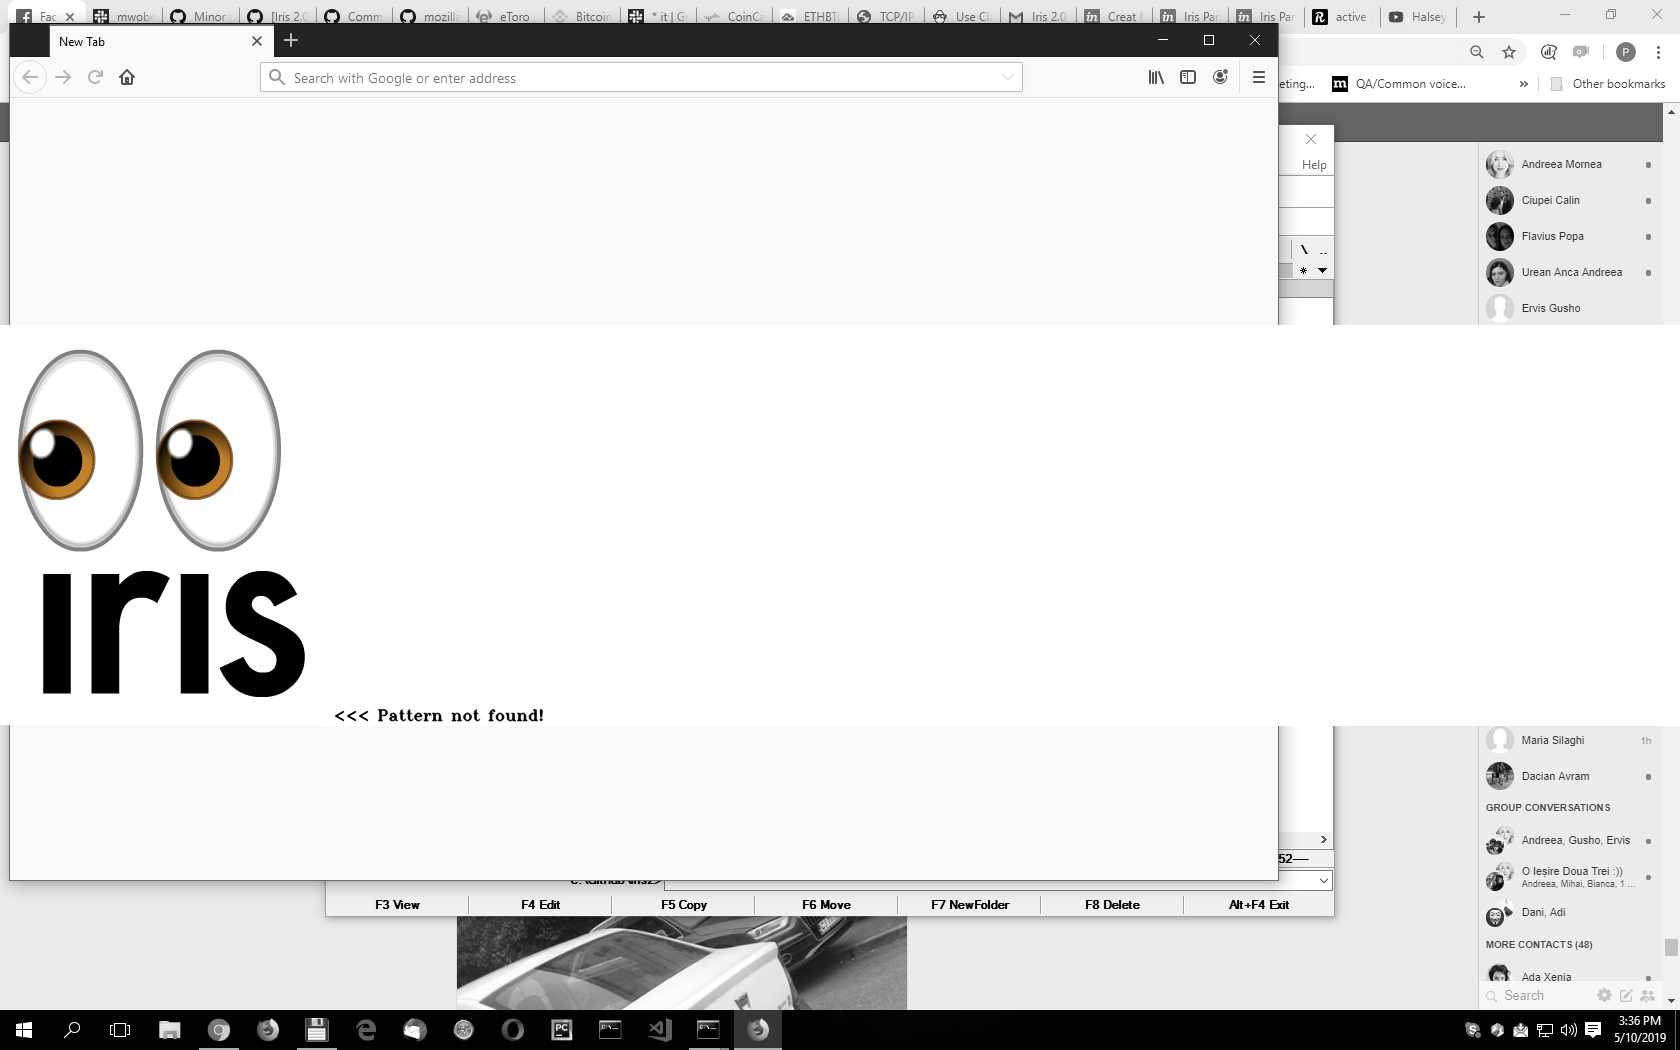 Fac
mwobe
Minor
[Iris 2.0
Comm
mozilla
eToro
Bitcoin
* it | G
CoinCa
ETHBT
TCP/IP
Use Cl
Iris 2.0
Creat
Iris Par
Iris Par
active
Halsey
New Tab
Search with Google or enter address
P
eting...
QA/Common voice...
»
Other bookmarks
Help
\ ..
*
Andreea Mornea
Ciupei Calin
Flavius Popa
Urean Anca Andreea
Ervis Gusho
iris
<<< Pattern not found!
Maria Silaghi 1h
Dacian Avram
GROUP CONVERSATIONS
Andreea, Gusho, Ervis
O Ieșire Doua Trei :))
Andreea, Mihai, Bianca, 1 ...
Dani, Adi
MORE CONTACTS (48)
Ada Xenia
Search
F3 View
F4 Edit
F5 Copy
F6 Move
F7 NewFolder
F8 Delete
Alt+F4 Exit
3:36 PM
5/10/2019